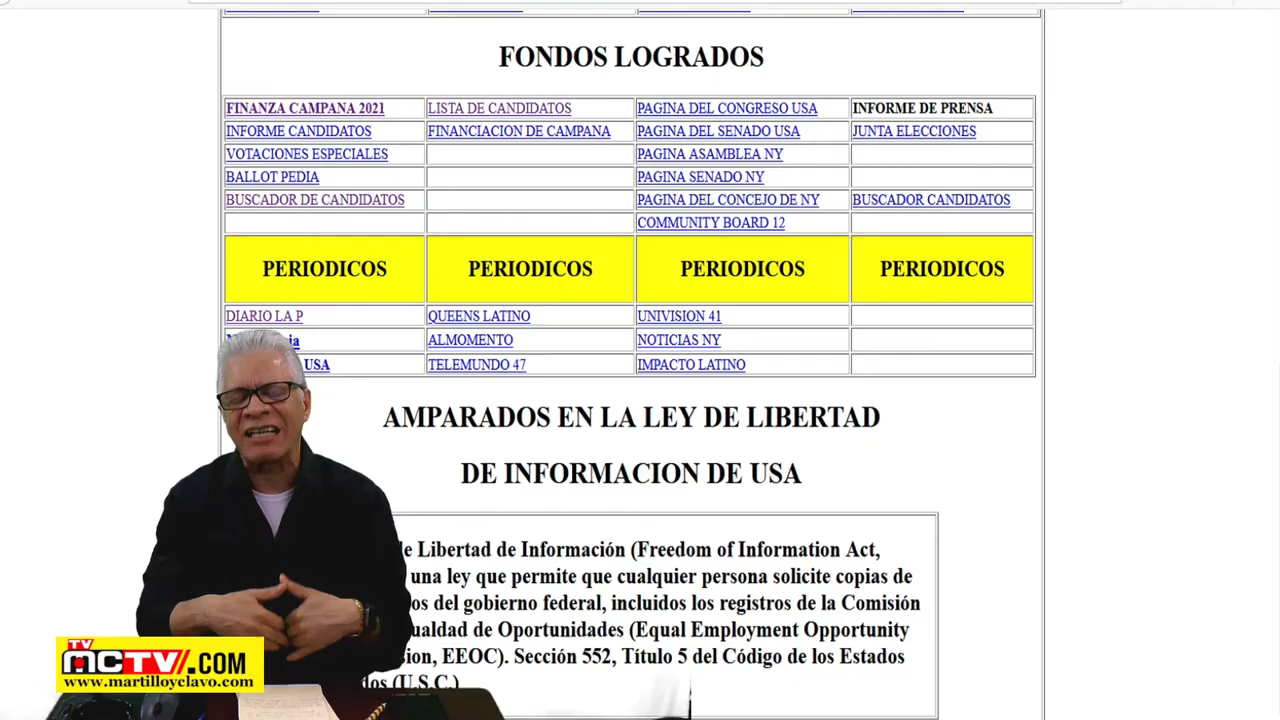 FONDOS LOGRADOS
FINANZA CAMPANA 2021 LISTA DE CANDIDATOS PAGINA DEL CONGRESO USA INFORME DE PRENSA
INFORME CANDIDATOS FINANCIACION DE CAMPANA PAGINA DEL SENADO USA JUNTA ELECCIONES
VOTACIONES ESPECIALES PAGINA ASAMBLEA NY
BALLOT PEDIA PAGINA SENADO NY
BUSCADOR DE CANDIDATOS PAGINA DEL CONCEJO DE NY BUSCADOR CANDIDATOS
COMMUNITY BOARD 12
PERIODICOS PERIODICOS PERIODICOS PERIODICOS
DIARIO LA P QUEENS LATINO UNIVISION 41
ALMOMENTO NOTICIAS NY
USA TELEMUNDO 47 IMPACTO LATINO
AMPARADOS EN LA LEY DE LIBERTAD
DE INFORMACION DE USA
de Libertad de Información (Freedom of Information Act,
una ley que permite que cualquier persona solicite copias de
del gobierno federal, incluidos los registros de la Comisión
de Oportunidades (Equal Employment Opportunity
EEOC). Sección 552, Título 5 del Código de los Estados
(U.S.C.)
TV
MCTV.COM
www.martilloyclavo.com